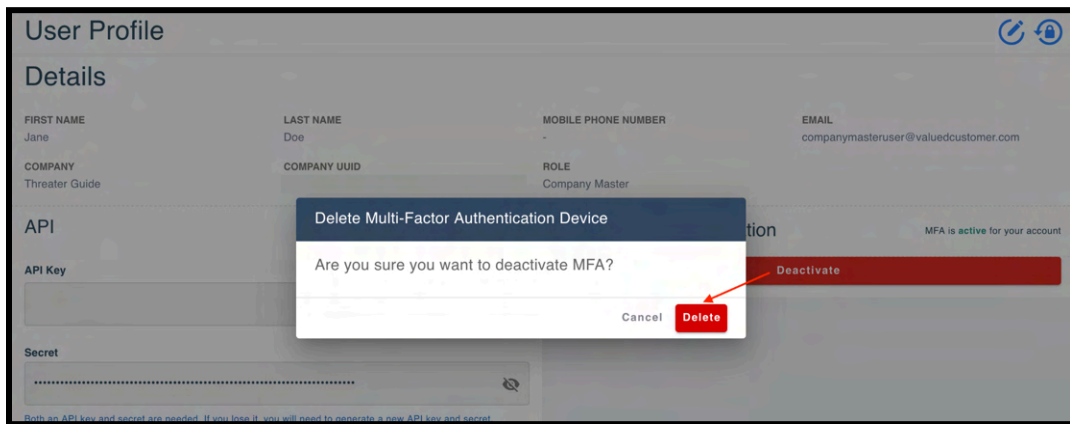 User Profile
Details
FIRST NAME LAST NAME MOBILE PHONE NUMBER EMAIL
Jane Doe - companymasteruser@valuedcustomer.com
COMPANY COMPANY UUID ROLE
Threater Guide Company Master
API tion MFA is active for your account
Delete Multi-Factor Authentication Device
Are you sure you want to deactivate MFA?
Cancel Delete
API Key Deactivate
Secret
Both an API key and secret are needed. If you lose it, you will need to generate a new API key and secret.